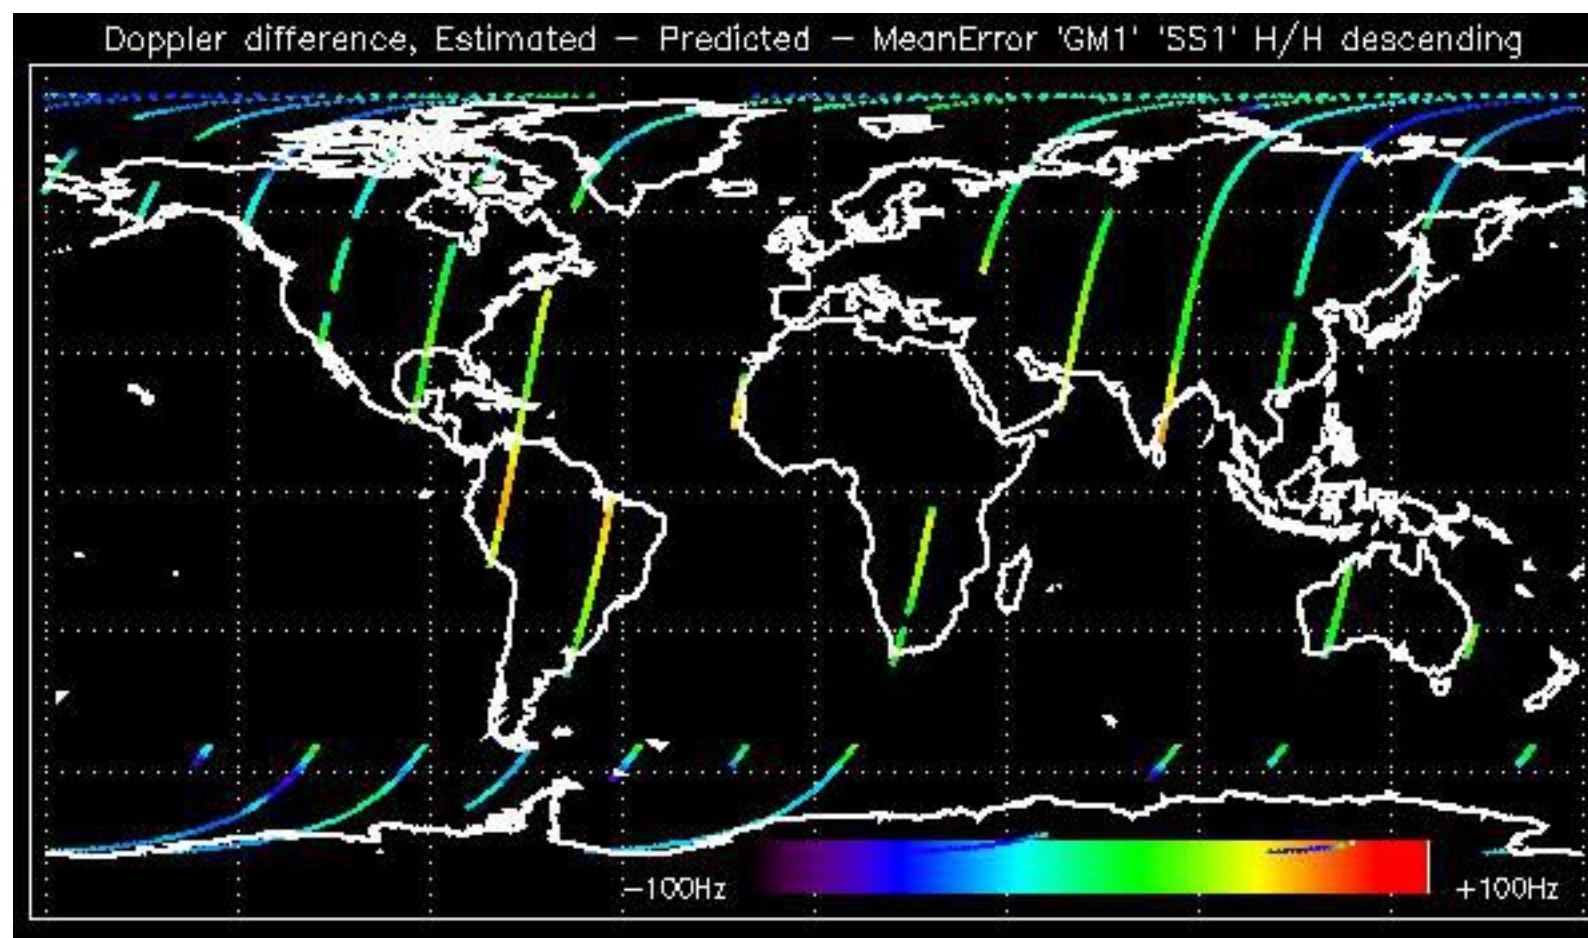 Doppler difference, Estimated – Predicted – MeanError 'GM1' 'SS1' H/H descending
–100Hz +100Hz